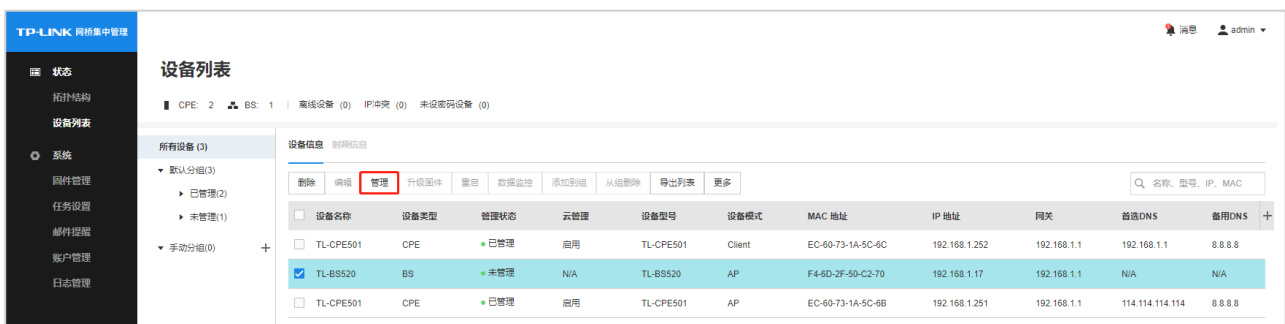 TP-LINK 网桥集中管理
消息 admin
状态
拓扑结构
设备列表
系统
固件管理
任务设置
邮件提醒
账户管理
日志管理
设备列表
CPE: 2 BS: 1 | 离线设备 (0) IP冲突 (0) 未设密码设备 (0)
所有设备 (3)
默认分组(3)
已管理(2)
未管理(1)
手动分组(0) +
设备信息 射频信息
删除 编辑 管理 升级固件 重启 数据监控 添加到组 从组删除 导出列表 更多
名称、型号、IP、MAC
设备名称 设备类型 管理状态 云管理 设备型号 设备模式 MAC 地址 IP 地址 网关 首选DNS 备用DNS +
TL-CPE501 CPE 已管理 启用 TL-CPE501 Client EC-60-73-1A-5C-6C 192.168.1.252 192.168.1.1 192.168.1.1 8.8.8.8
TL-BS520 BS 未管理 N/A TL-BS520 AP F4-6D-2F-50-C2-70 192.168.1.17 192.168.1.1 N/A N/A
TL-CPE501 CPE 已管理 启用 TL-CPE501 AP EC-60-73-1A-5C-6B 192.168.1.251 192.168.1.1 114.114.114.114 8.8.8.8